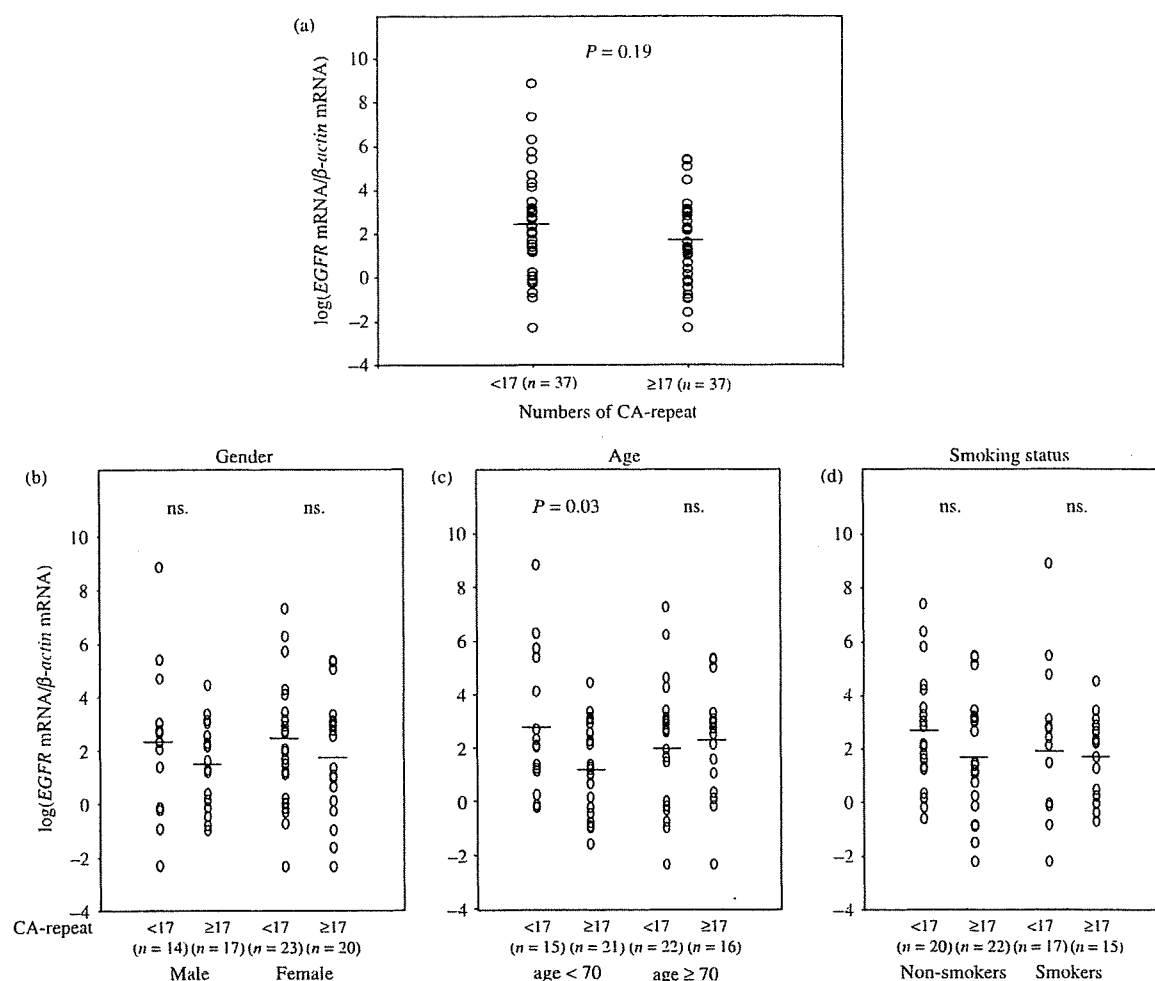 (a)
P = 0.19
log(EGFR mRNA/β-actin mRNA)
10
8
6
4
2
0
−2
−4
<17 (n = 37) ≥17 (n = 37)
Numbers of CA-repeat
Gender
(b)
ns. ns.
log(EGFR mRNA/β-actin mRNA)
10
8
6
4
2
0
−2
−4
CA-repeat <17 ≥17 <17 ≥17
(n = 14) (n = 17) (n = 23) (n = 20)
Male Female
Age
(c)
P = 0.03 ns.
10
8
6
4
2
0
−2
−4
<17 ≥17 <17 ≥17
(n = 15) (n = 21) (n = 22) (n = 16)
age < 70 age ≥ 70
Smoking status
(d)
ns. ns.
10
8
6
4
2
0
−2
−4
<17 ≥17 <17 ≥17
(n = 20) (n = 22) (n = 17) (n = 15)
Non-smokers Smokers